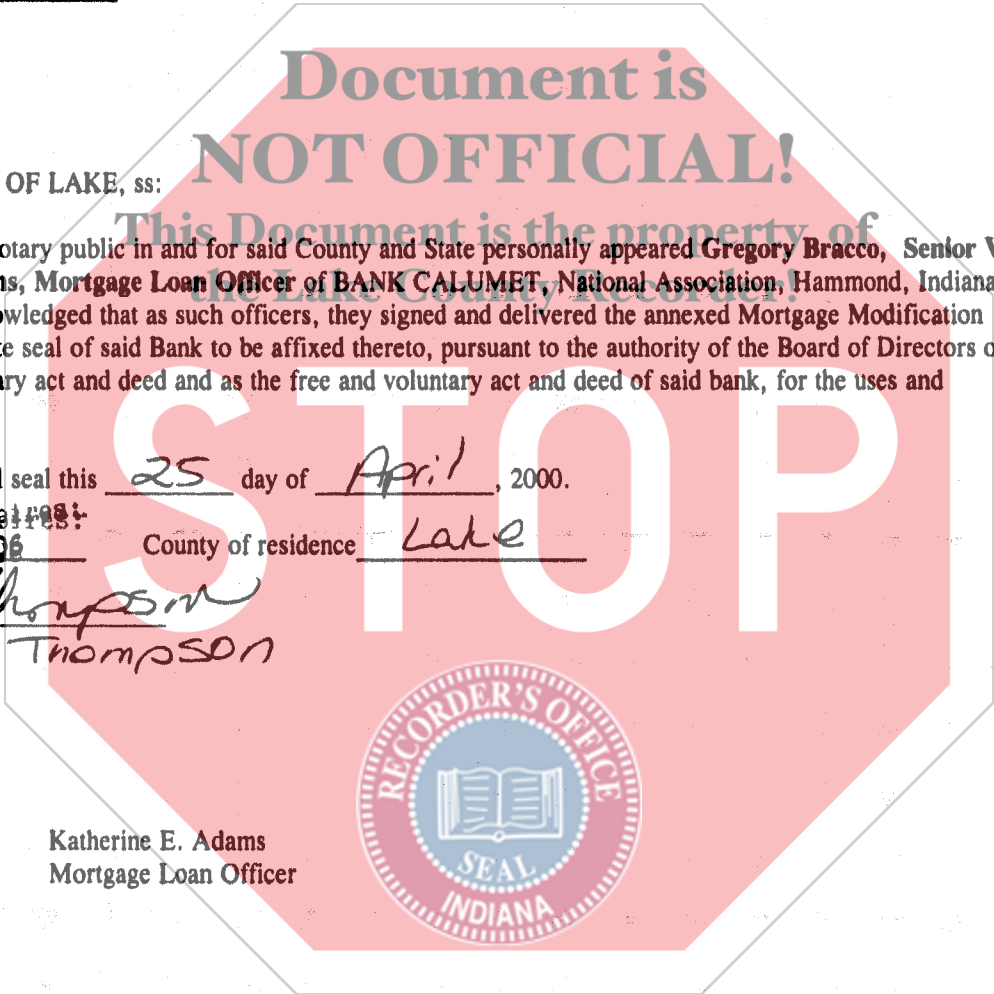 Document is
NOT OFFICIAL!
OF LAKE, ss:
This Document is the property of
the Lake County Recorder!
otary public in and for said County and State personally appeared Gregory Bracco, Senior V
ns, Mortgage Loan Officer of BANK CALUMET, National Association, Hammond, Indiana
wledged that as such officers, they signed and delivered the annexed Mortgage Modification
e seal of said Bank to be affixed thereto, pursuant to the authority of the Board of Directors o
ary act and deed and as the free and voluntary act and deed of said bank, for the uses and
STOP
l seal this 25 day of April, 2000.
06 County of residence Lake
hompson
Thompson
RECORDER'S OFFICE
SEAL
INDIANA
Katherine E. Adams
Mortgage Loan Officer